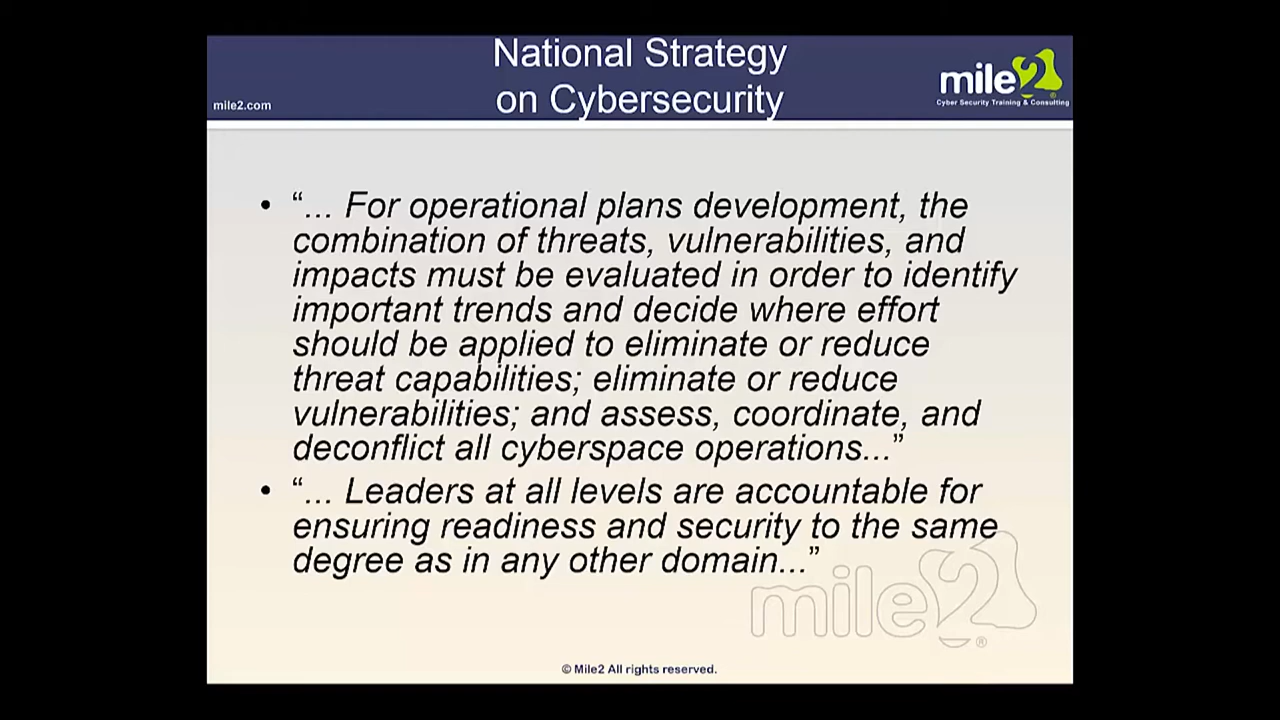 National Strategy
on Cybersecurity
mile2.com
mile2
Cyber Security Training & Consulting
• “... For operational plans development, the
combination of threats, vulnerabilities, and
impacts must be evaluated in order to identify
important trends and decide where effort
should be applied to eliminate or reduce
threat capabilities; eliminate or reduce
vulnerabilities; and assess, coordinate, and
deconflict all cyberspace operations...”
• “... Leaders at all levels are accountable for
ensuring readiness and security to the same
degree as in any other domain...”
mile2 ®
© Mile2 All rights reserved.